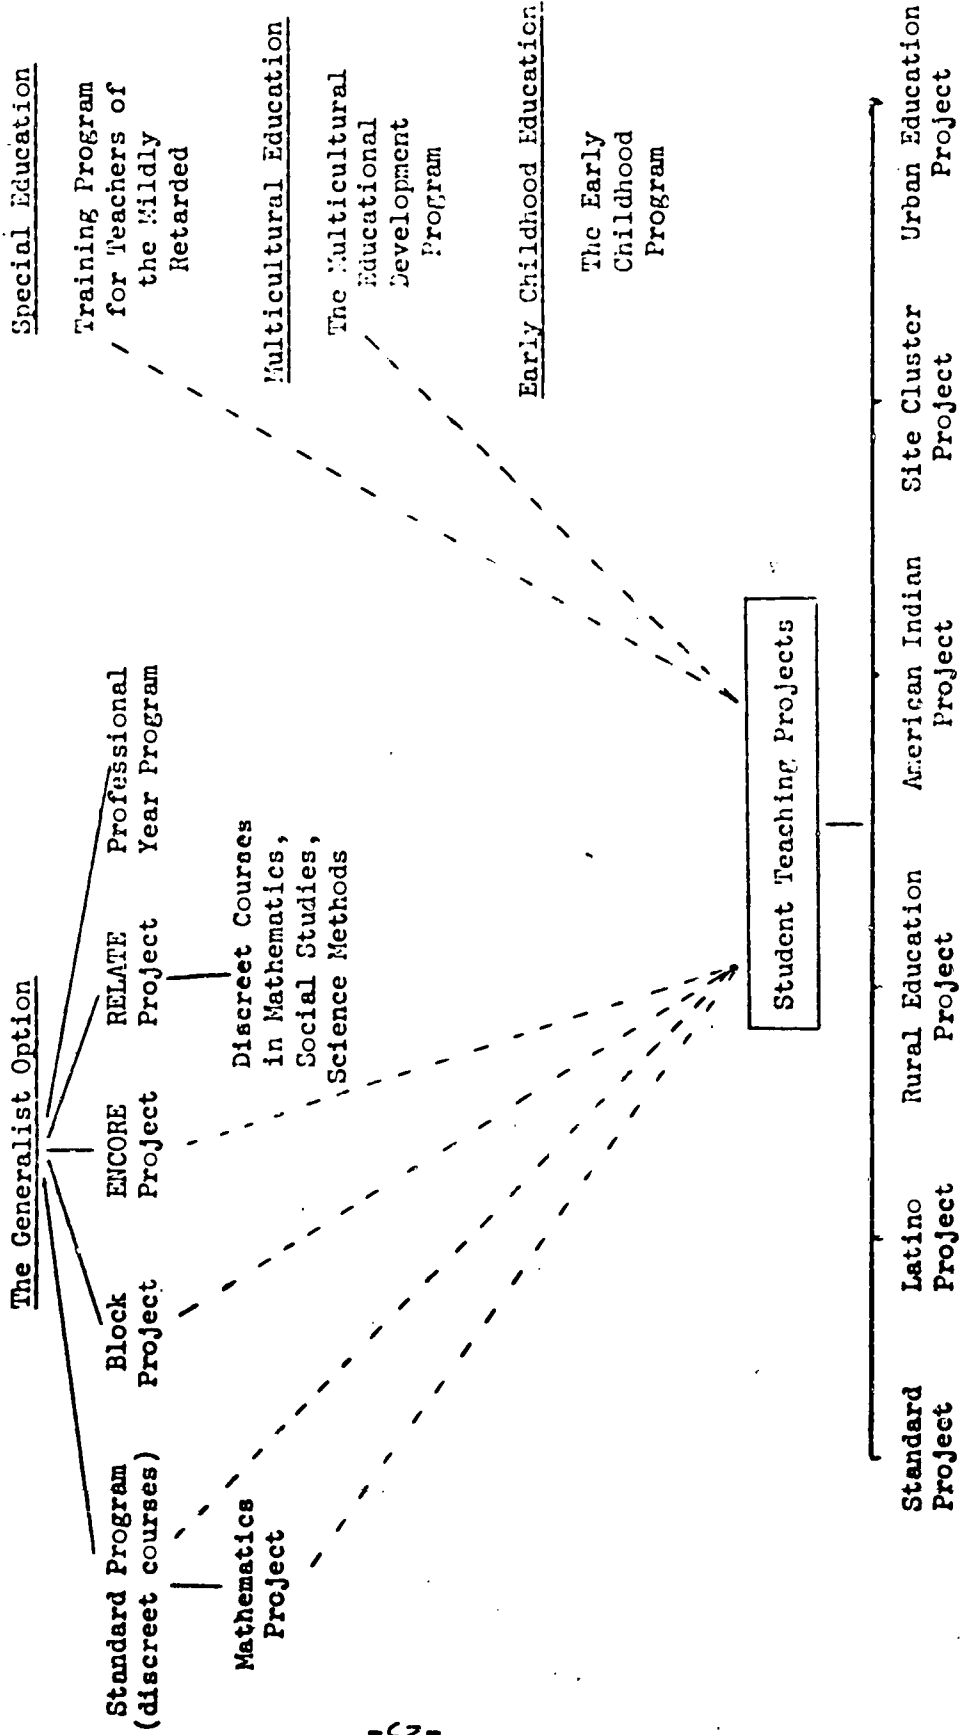 The Generalist Option
Standard Program
(discreet courses)
Block
Project
ENCORE
Project
RELATE
Project
Professional
Year Program
Mathematics
Project
Discreet Courses
in Mathematics,
Social Studies,
Science Methods
Special Education
Training Program
for Teachers of
the Mildly
Retarded
Multicultural Education
The Multicultural
Educational
Development
Program
Early Childhood Education
The Early
Childhood
Program
Student Teaching Projects
Standard
Project
Latino
Project
Rural Education
Project
American Indian
Project
Site Cluster
Project
Urban Education
Project